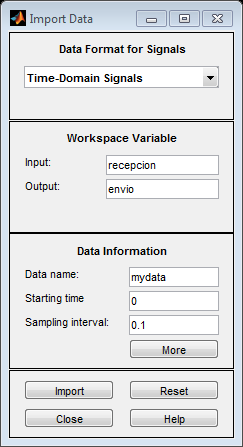 Import Data
Data Format for Signals
Time-Domain Signals
Workspace Variable
Input: recepcion
Output: envio
Data Information
Data name: mydata
Starting time 0
Sampling interval: 0.1
More
Import Reset
Close Help